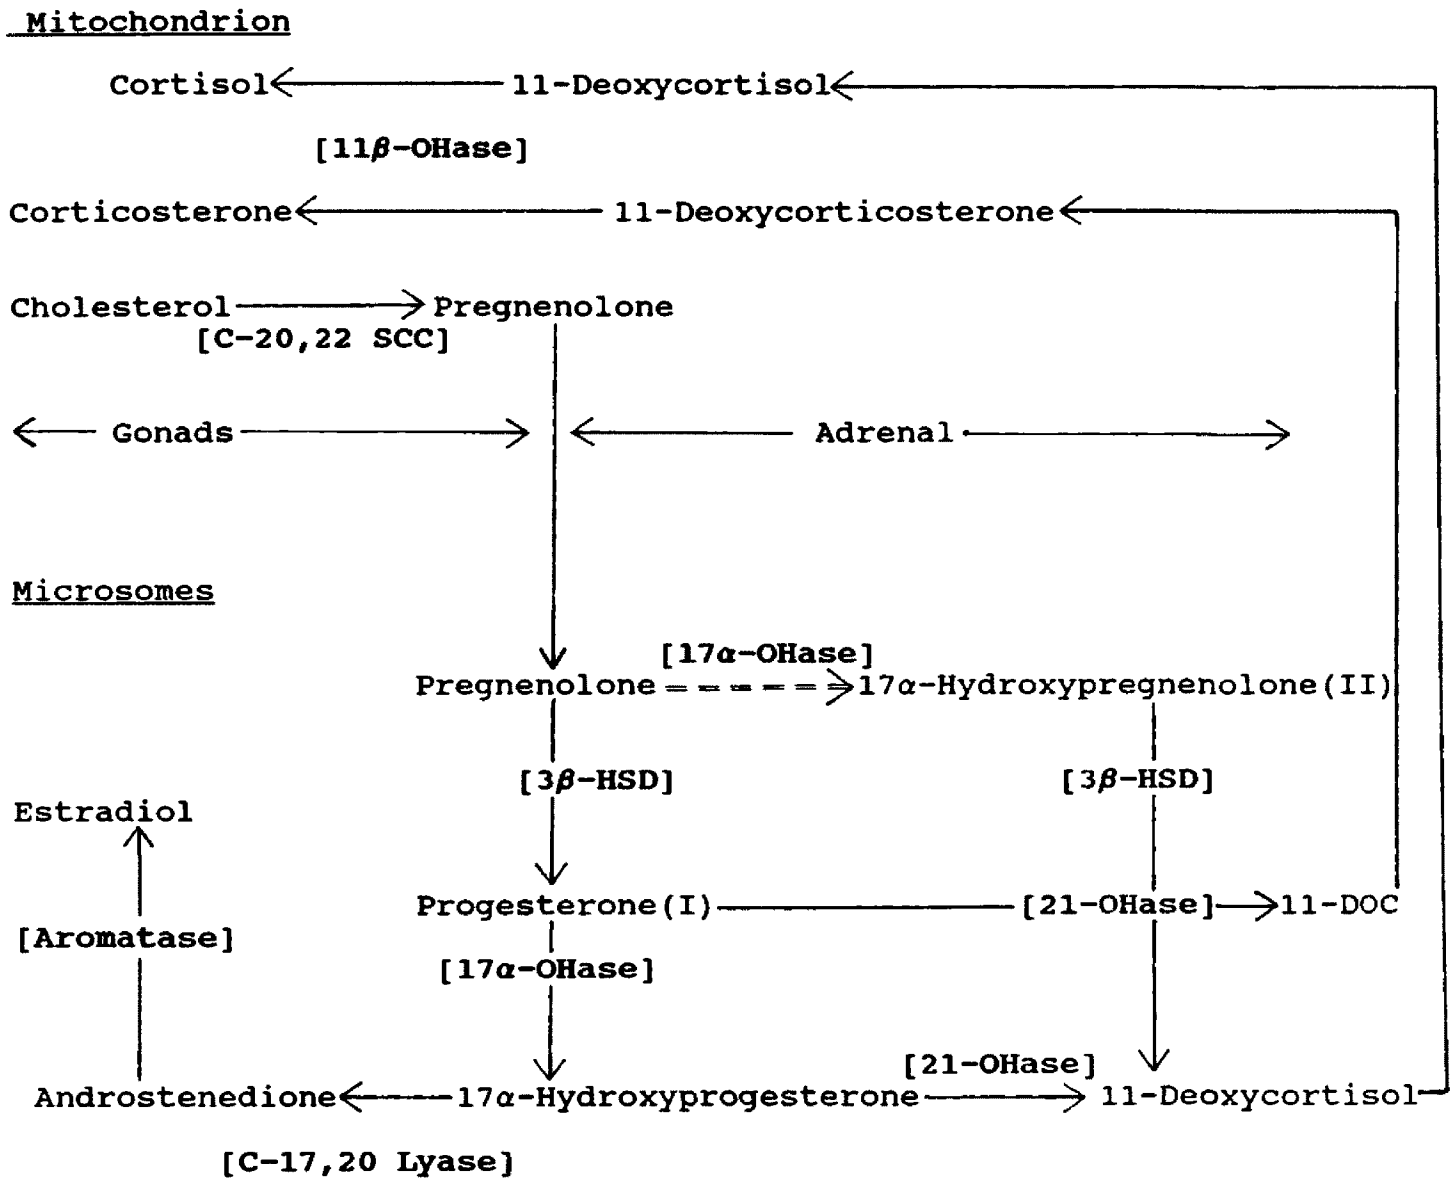 Mitochondrion
Cortisol 11-Deoxycortisol
[11β-OHase]
Corticosterone 11-Deoxycorticosterone
Cholesterol Pregnenolone
[C-20,22 SCC]
Gonads Adrenal
Microsomes
[17α-OHase]
Pregnenolone 17α-Hydroxypregnenolone(II)
[3β-HSD] [3β-HSD]
Estradiol
Progesterone(I) [21-OHase] 11-DOC
[Aromatase]
[17α-OHase]
[21-OHase]
Androstenedione 17α-Hydroxyprogesterone 11-Deoxycortisol
[C-17,20 Lyase]